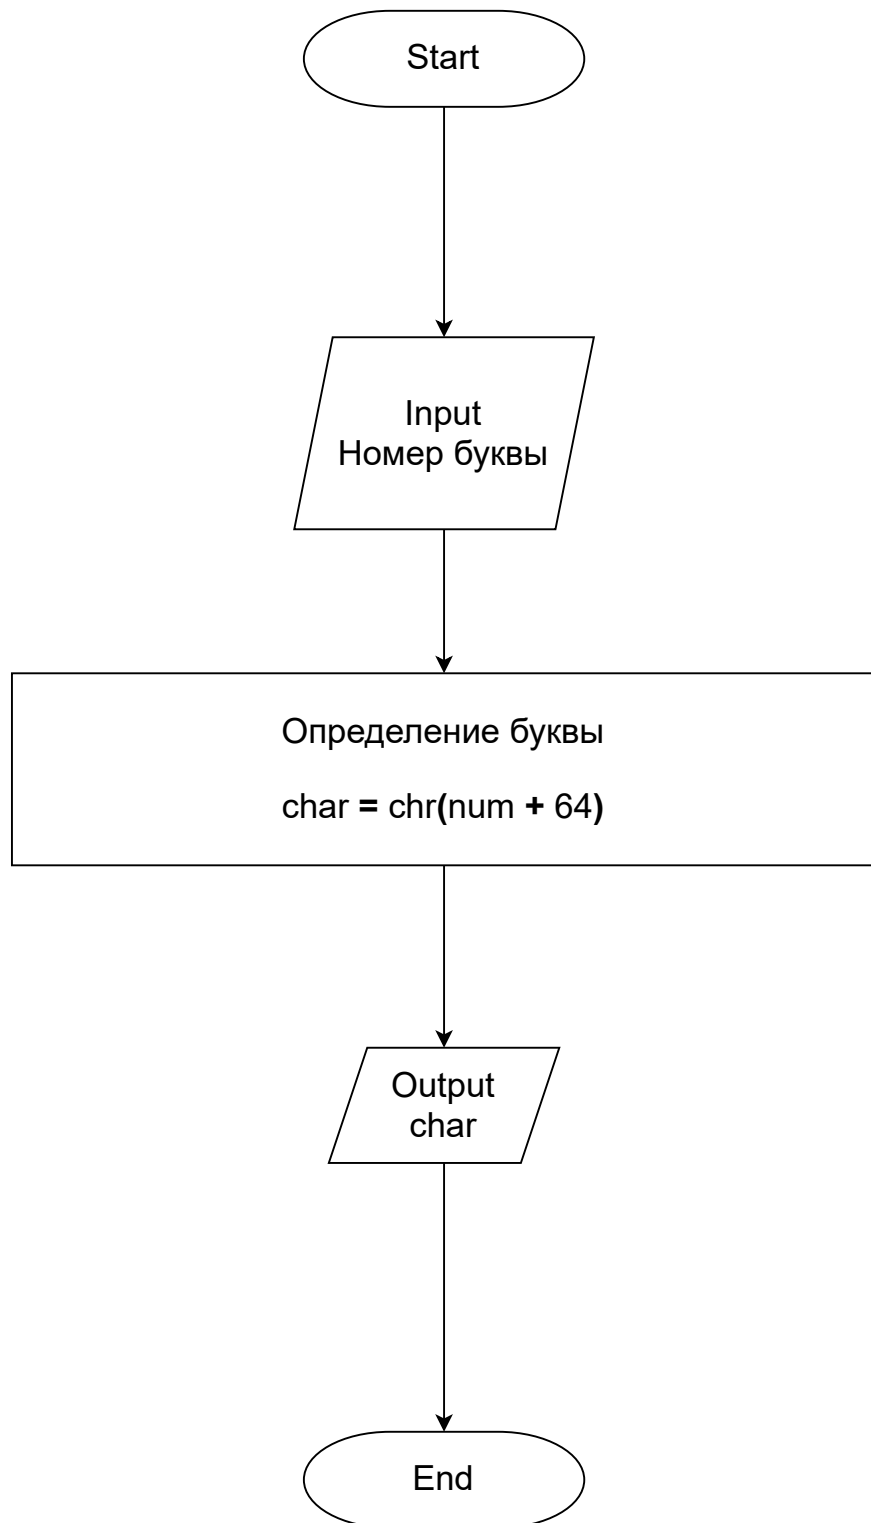 Start
Input
Номер буквы
Определение буквы
char = chr(num + 64)
Output
char
End